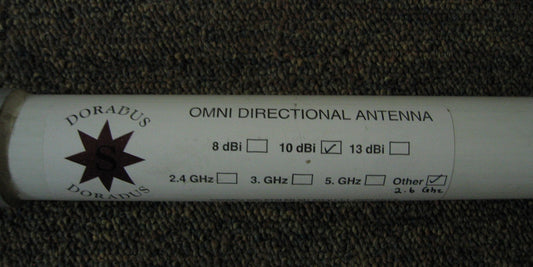 DORADUS
S
DORADUS
OMNI DIRECTIONAL ANTENNA
8 dBi 10 dBi ✓ 13 dBi
2.4 GHz 3. GHz 5. GHz Other ✓
2.6 Ghz